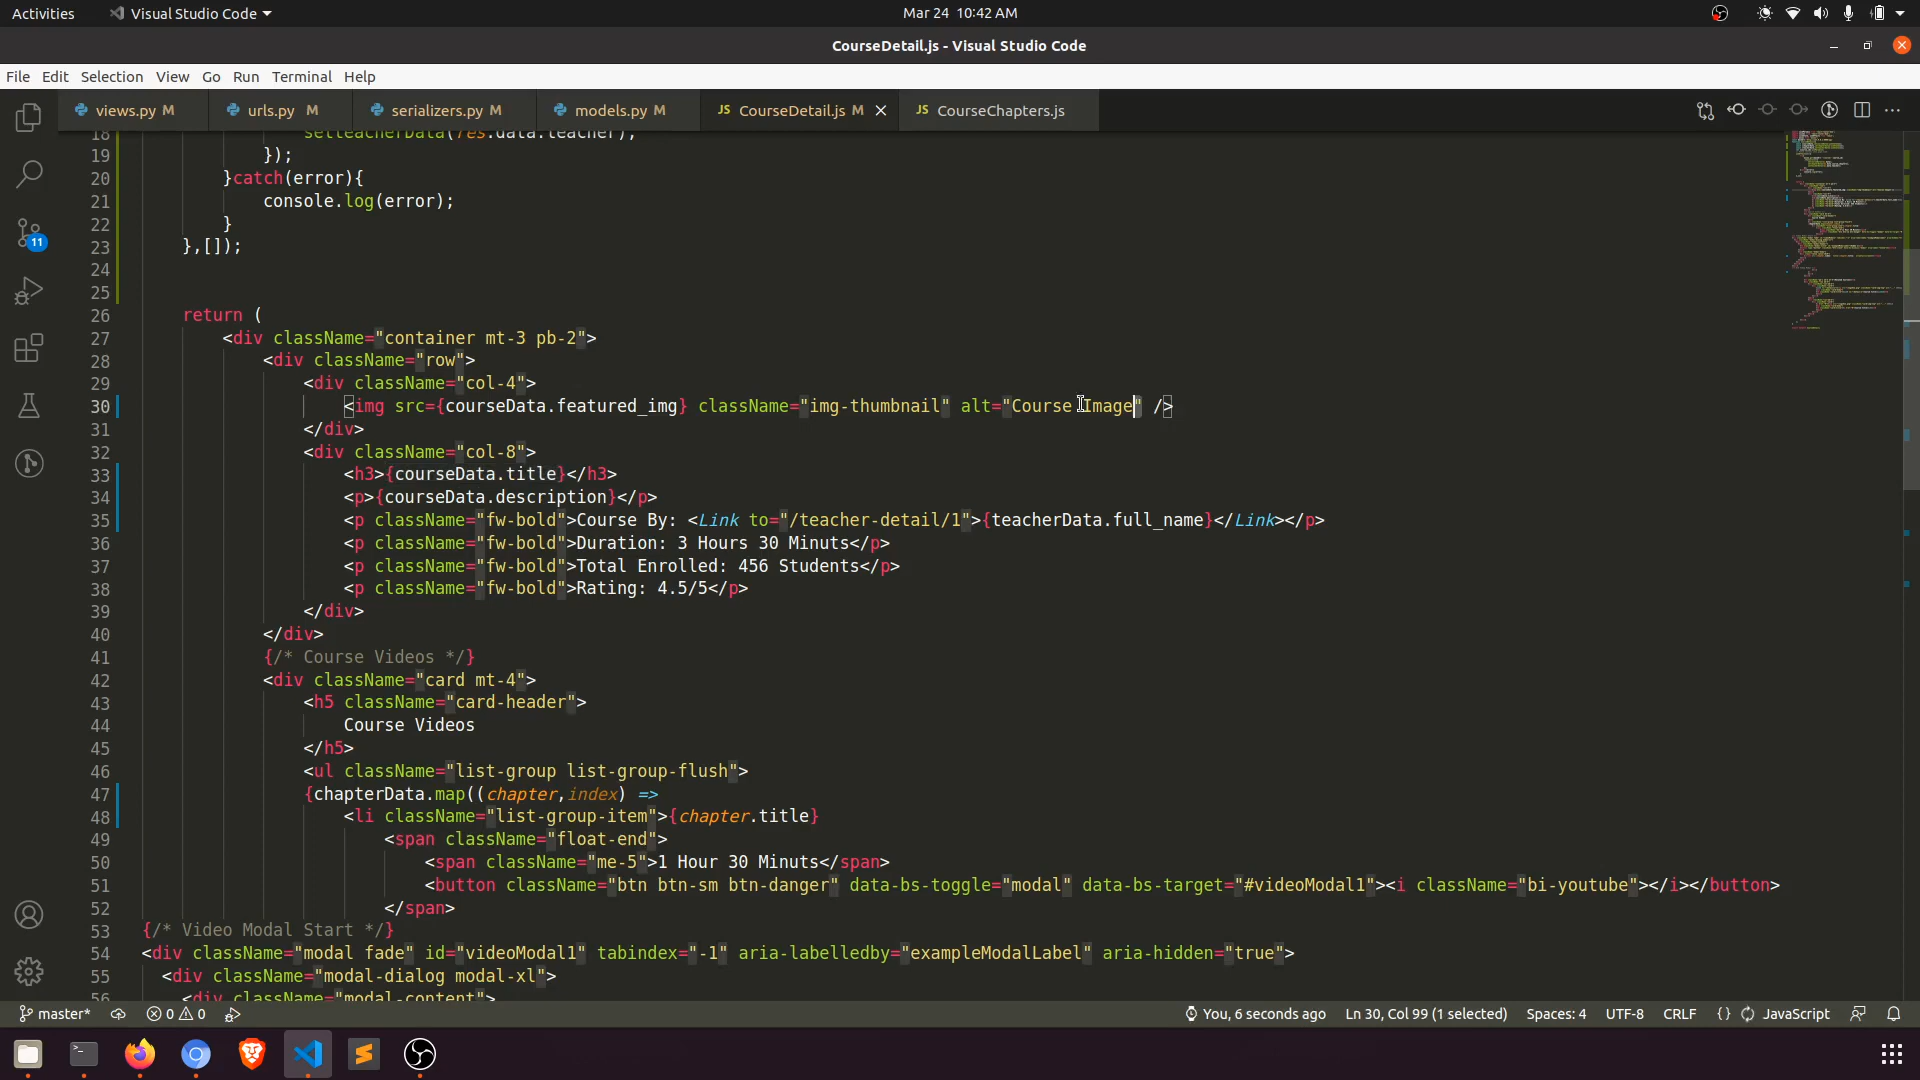 Activities Visual Studio Code Mar 24 10:42 AM
CourseDetail.js - Visual Studio Code
File Edit Selection View Go Run Terminal Help
views.py M urls.py M serializers.py M models.py M JS CourseDetail.js M JS CourseChapters.js
18 setteacherData(res.data.teacher);
19 });
20 }catch(error){
21 console.log(error);
22 }
23 },[]);
24
25
26 return (
27 <div className="container mt-3 pb-2">
28 <div className="row">
29 <div className="col-4">
30 <img src={courseData.featured_img} className="img-thumbnail" alt="Course Image" />
31 </div>
32 <div className="col-8">
33 <h3>{courseData.title}</h3>
34 <p>{courseData.description}</p>
35 <p className="fw-bold">Course By: <Link to="/teacher-detail/1">{teacherData.full_name}</Link></p>
36 <p className="fw-bold">Duration: 3 Hours 30 Minuts</p>
37 <p className="fw-bold">Total Enrolled: 456 Students</p>
38 <p className="fw-bold">Rating: 4.5/5</p>
39 </div>
40 </div>
41 {/* Course Videos */}
42 <div className="card mt-4">
43 <h5 className="card-header">
44 Course Videos
45 </h5>
46 <ul className="list-group list-group-flush">
47 {chapterData.map((chapter,index) =>
48 <li className="list-group-item">{chapter.title}
49 <span className="float-end">
50 <span className="me-5">1 Hour 30 Minuts</span>
51 <button className="btn btn-sm btn-danger" data-bs-toggle="modal" data-bs-target="#videoModal1"><i className="bi-youtube"></i></button>
52 </span>
53 {/* Video Modal Start */}
54 <div className="modal fade" id="videoModal1" tabindex="-1" aria-labelledby="exampleModalLabel" aria-hidden="true">
55 <div className="modal-dialog modal-xl">
56 <div className="modal-content">
11
master* 0 0 You, 6 seconds ago Ln 30, Col 99 (1 selected) Spaces: 4 UTF-8 CRLF {} JavaScript